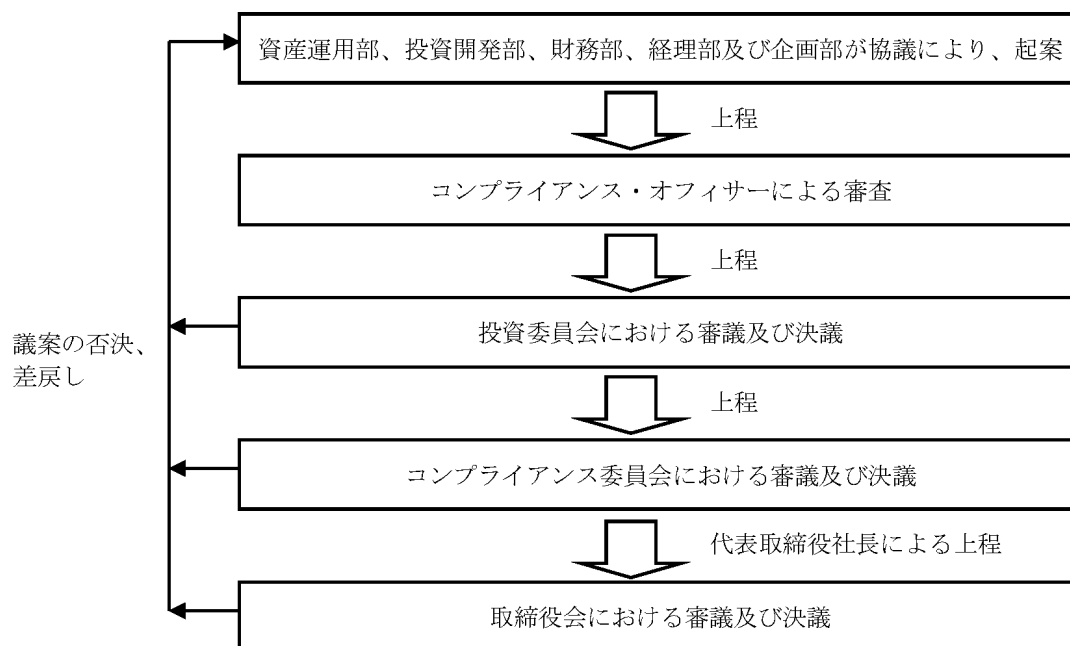 資産運用部、投資開発部、財務部、経理部及び企画部が協議により、起案
上程
コンプライアンス・オフィサーによる審査
上程
投資委員会における審議及び決議
議案の否決、
差戻し
上程
コンプライアンス委員会における審議及び決議
代表取締役社長による上程
取締役会における審議及び決議